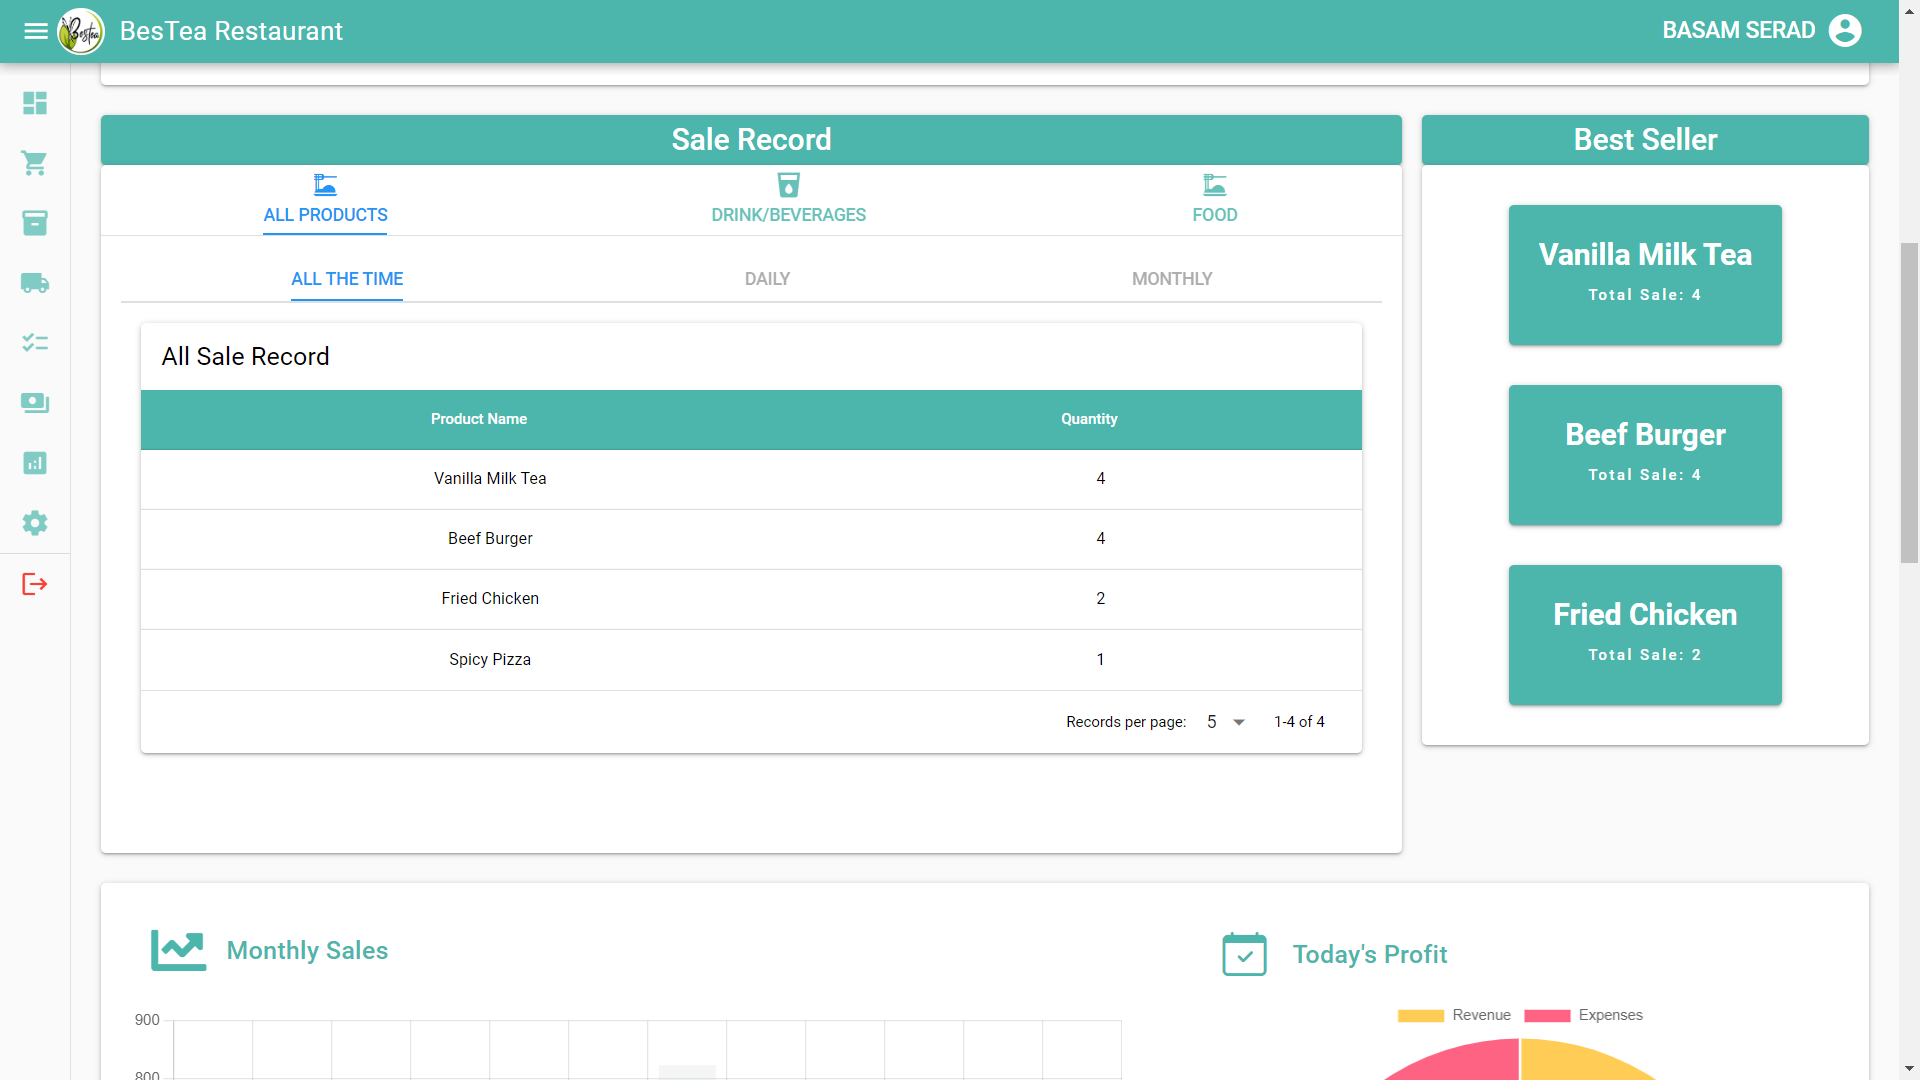 Bestea
BesTea Restaurant
BASAM SERAD
Sale Record
ALL PRODUCTS
DRINK/BEVERAGES
FOOD
ALL THE TIME
DAILY
MONTHLY
All Sale Record
Product Name Quantity
Vanilla Milk Tea 4
Beef Burger 4
Fried Chicken 2
Spicy Pizza 1
Records per page: 5 1-4 of 4
Best Seller
Vanilla Milk Tea
Total Sale: 4
Beef Burger
Total Sale: 4
Fried Chicken
Total Sale: 2
Monthly Sales
900
800
Today's Profit
Revenue Expenses